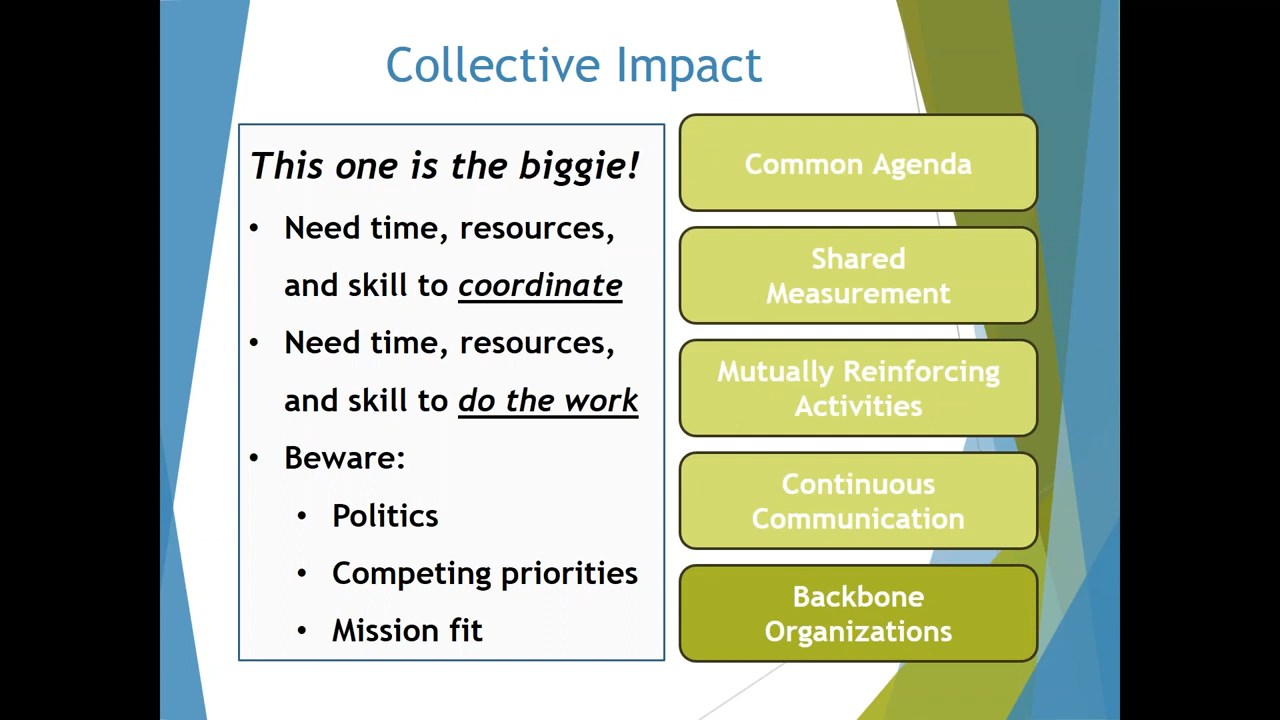 Collective Impact
This one is the biggie!
• Need time, resources,
and skill to coordinate
• Need time, resources,
and skill to do the work
• Beware:
• Politics
• Competing priorities
• Mission fit
Common Agenda
Shared
Measurement
Mutually Reinforcing
Activities
Continuous
Communication
Backbone
Organizations